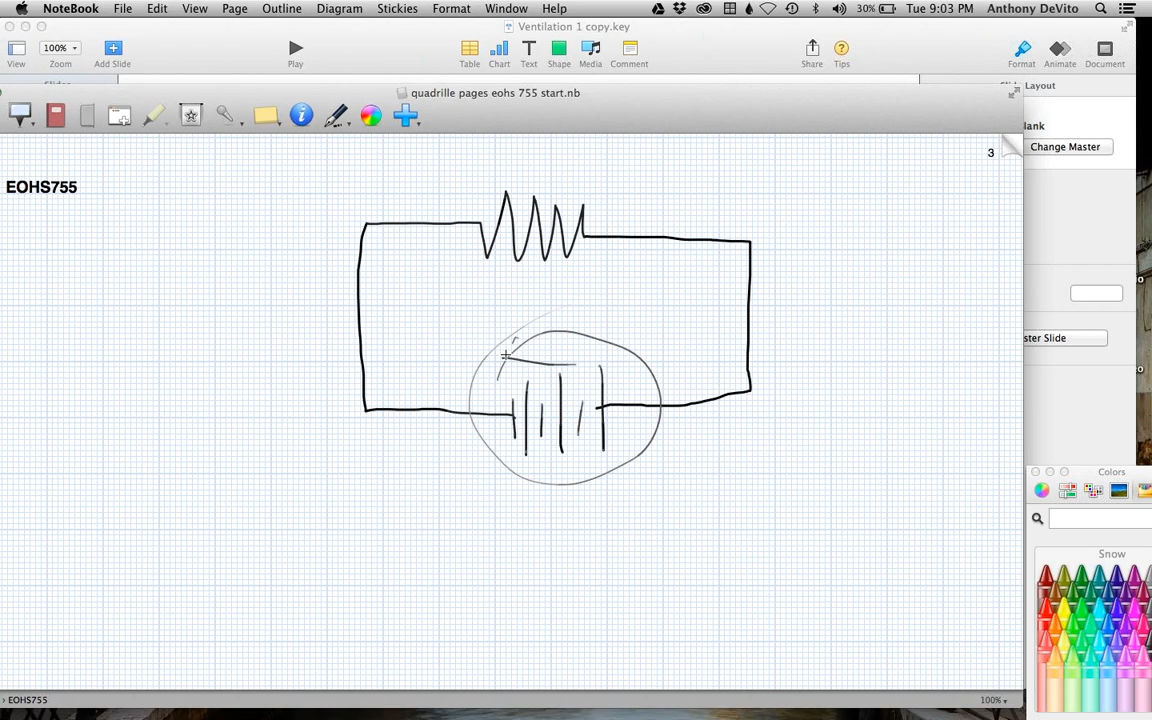 NoteBook File Edit View Page Outline Diagram Stickies Format Window Help 30% Tue 9:03 PM Anthony DeVito
Ventilation 1 copy.key
100%
View Zoom Add Slide Play Table Chart Text Shape Media Comment Share Tips Format Animate Document
Layout
quadrille pages eohs 755 start.nb
lank
Change Master
3
EOHS755
ster Slide
Colors
Snow
› EOHS755
100%